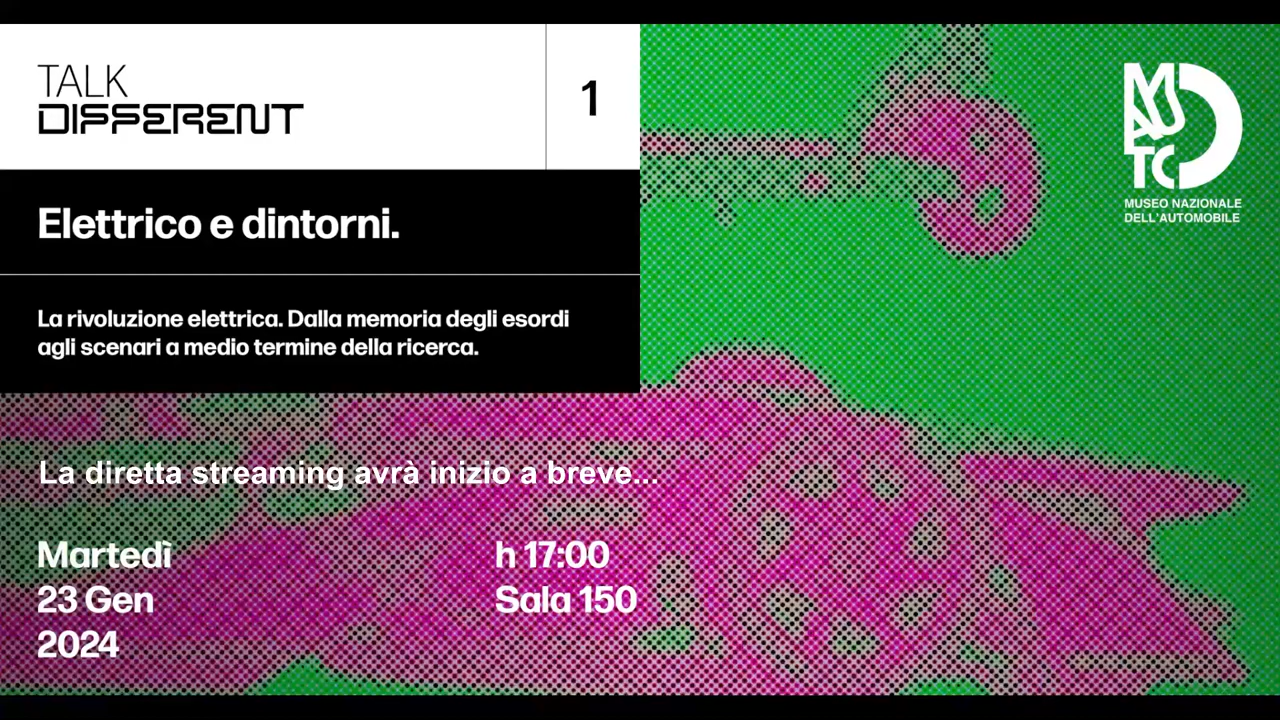 TALK
DIFFERENT
1
Elettrico e dintorni.
La rivoluzione elettrica. Dalla memoria degli esordi
agli scenari a medio termine della ricerca.
La diretta streaming avrà inizio a breve...
Martedì
23 Gen
2024
h 17:00
Sala 150
MAUTO
MUSEO NAZIONALE
DELL'AUTOMOBILE